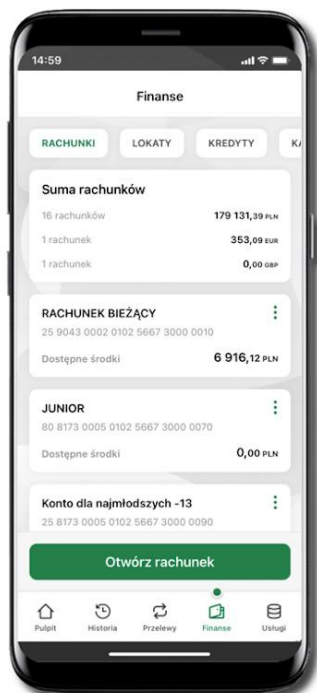 14:59
Finanse
RACHUNKI LOKATY KREDYTY
Suma rachunków
16 rachunków 179 131,39 PLN
1 rachunek 353,09 EUR
1 rachunek 0,00 GBP
RACHUNEK BIEŻĄCY
25 9043 0002 0102 5667 3000 0010
Dostępne środki 6 916,12 PLN
JUNIOR
80 8173 0005 0102 5667 3000 0070
Dostępne środki 0,00 PLN
Konto dla najmłodszych -13
25 8173 0005 0102 5667 3000 0090
Otwórz rachunek
Pulpit Historia Przelewy Finanse Usługi